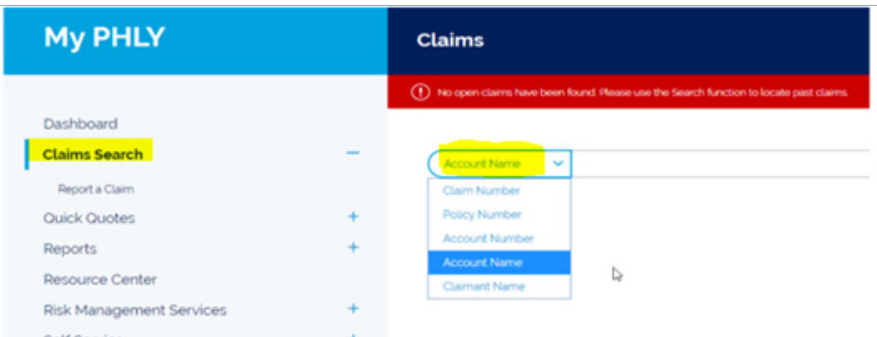 My PHLY
Claims
No open claims have been found. Please use the Search function to locate past claims.
Dashboard
Claims Search
Report a Claim
Quick Quotes
Reports
Resource Center
Risk Management Services
Account Name
Claim Number
Policy Number
Account Number
Account Name
Claimant Name